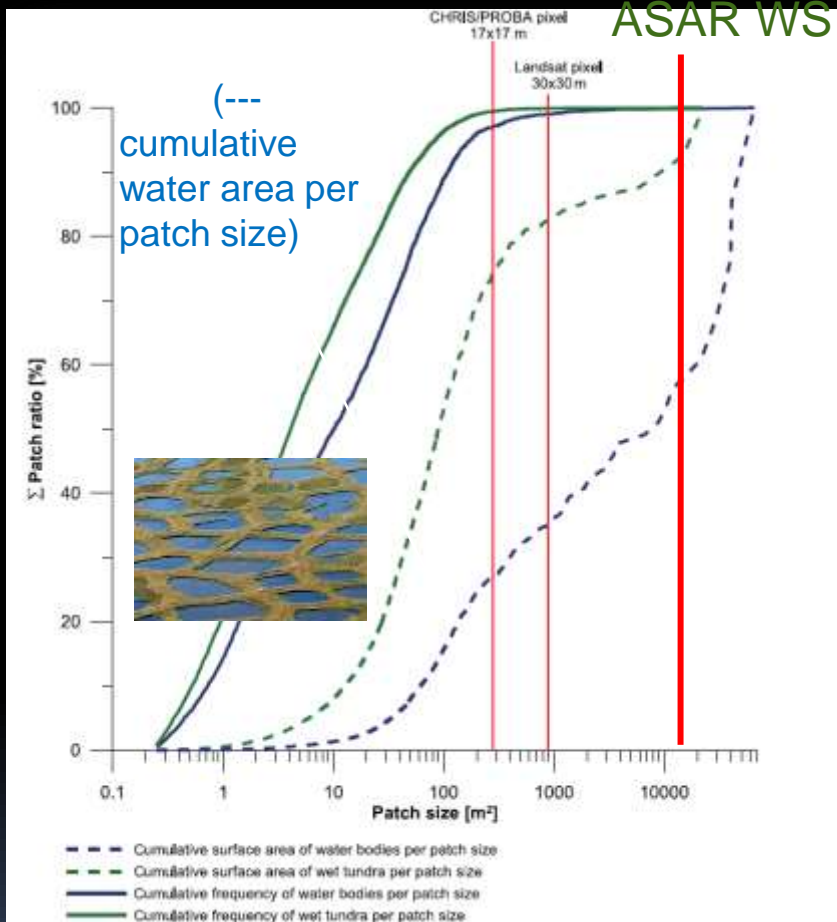 CHRIS/PROBA pixel
17x17 m
ASAR WS
Landsat pixel
30x30 m
(---
cumulative
water area per
patch size)
100
80
60
40
20
0
Σ Patch ratio [%]
0.1 1 10 100 1000 10000
Patch size [m²]
Cumulative surface area of water bodies per patch size
Cumulative surface area of wet tundra per patch size
Cumulative frequency of water bodies per patch size
Cumulative frequency of wet tundra per patch size